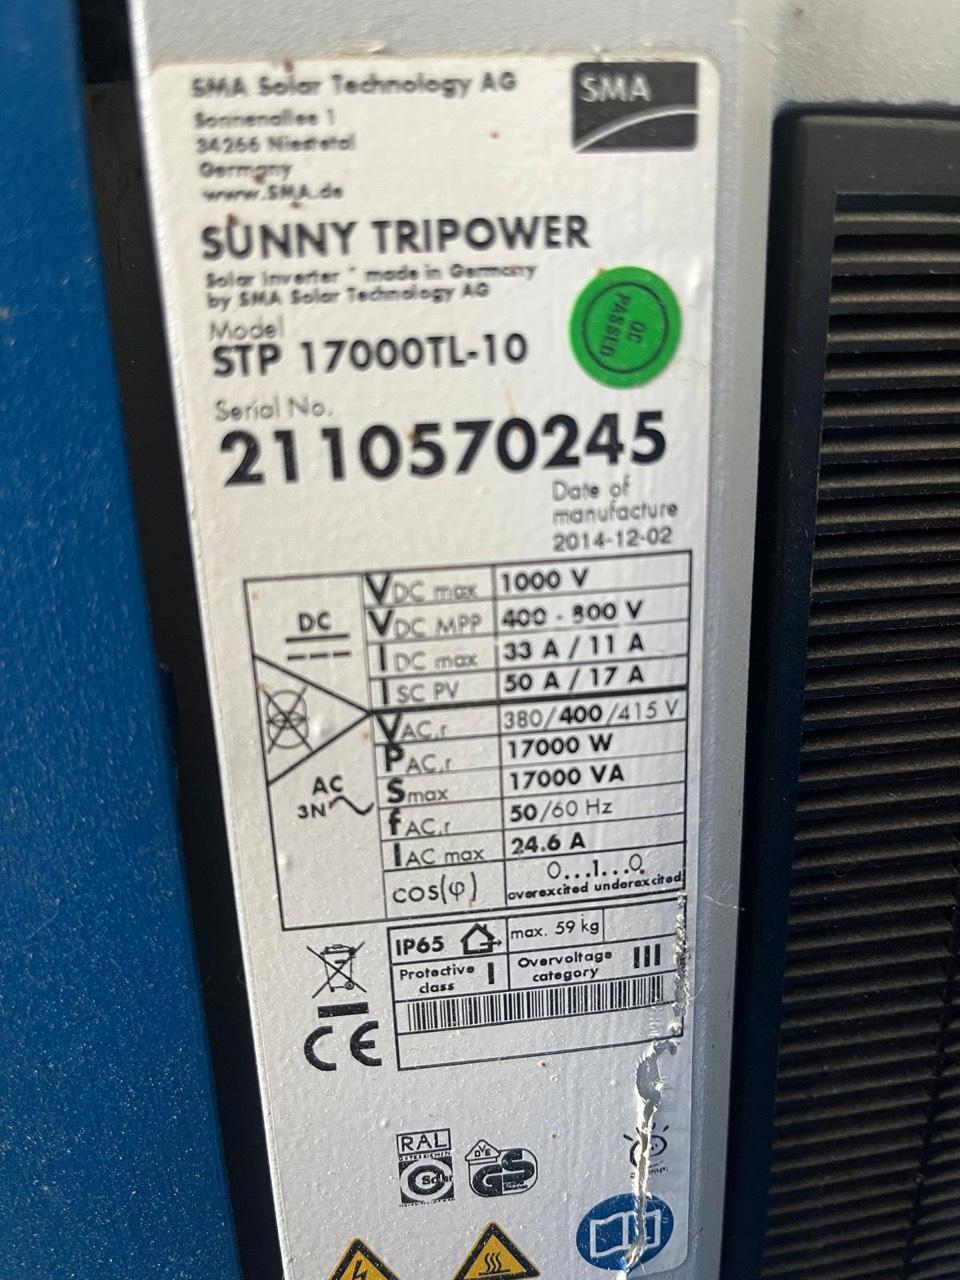 SMA Solar Technology AG
SMA
Sonnenallee 1
34266 Niestetal
Germany
www.SMA.de
SUNNY TRIPOWER
Solar Inverter * made in Germany
by SMA Solar Technology AG
QC
PASSED
Model
STP 17000TL-10
Serial No.
2110570245
Date of
manufacture
2014-12-02
DC
VDC max 1000 V
VDC MPP 400 - 800 V
IDC max 33 A / 11 A
ISC PV 50 A / 17 A
VAC,r 380/400/415 V
PAC,r 17000 W
AC
3N
Smax 17000 VA
fAC,r 50/60 Hz
IAC max 24.6 A
cos(φ) 0...1...0
overexcited underexcited
IP65 max. 59 kg
Protective class I
Overvoltage category III
CE
RAL
Solar
DVE
GS